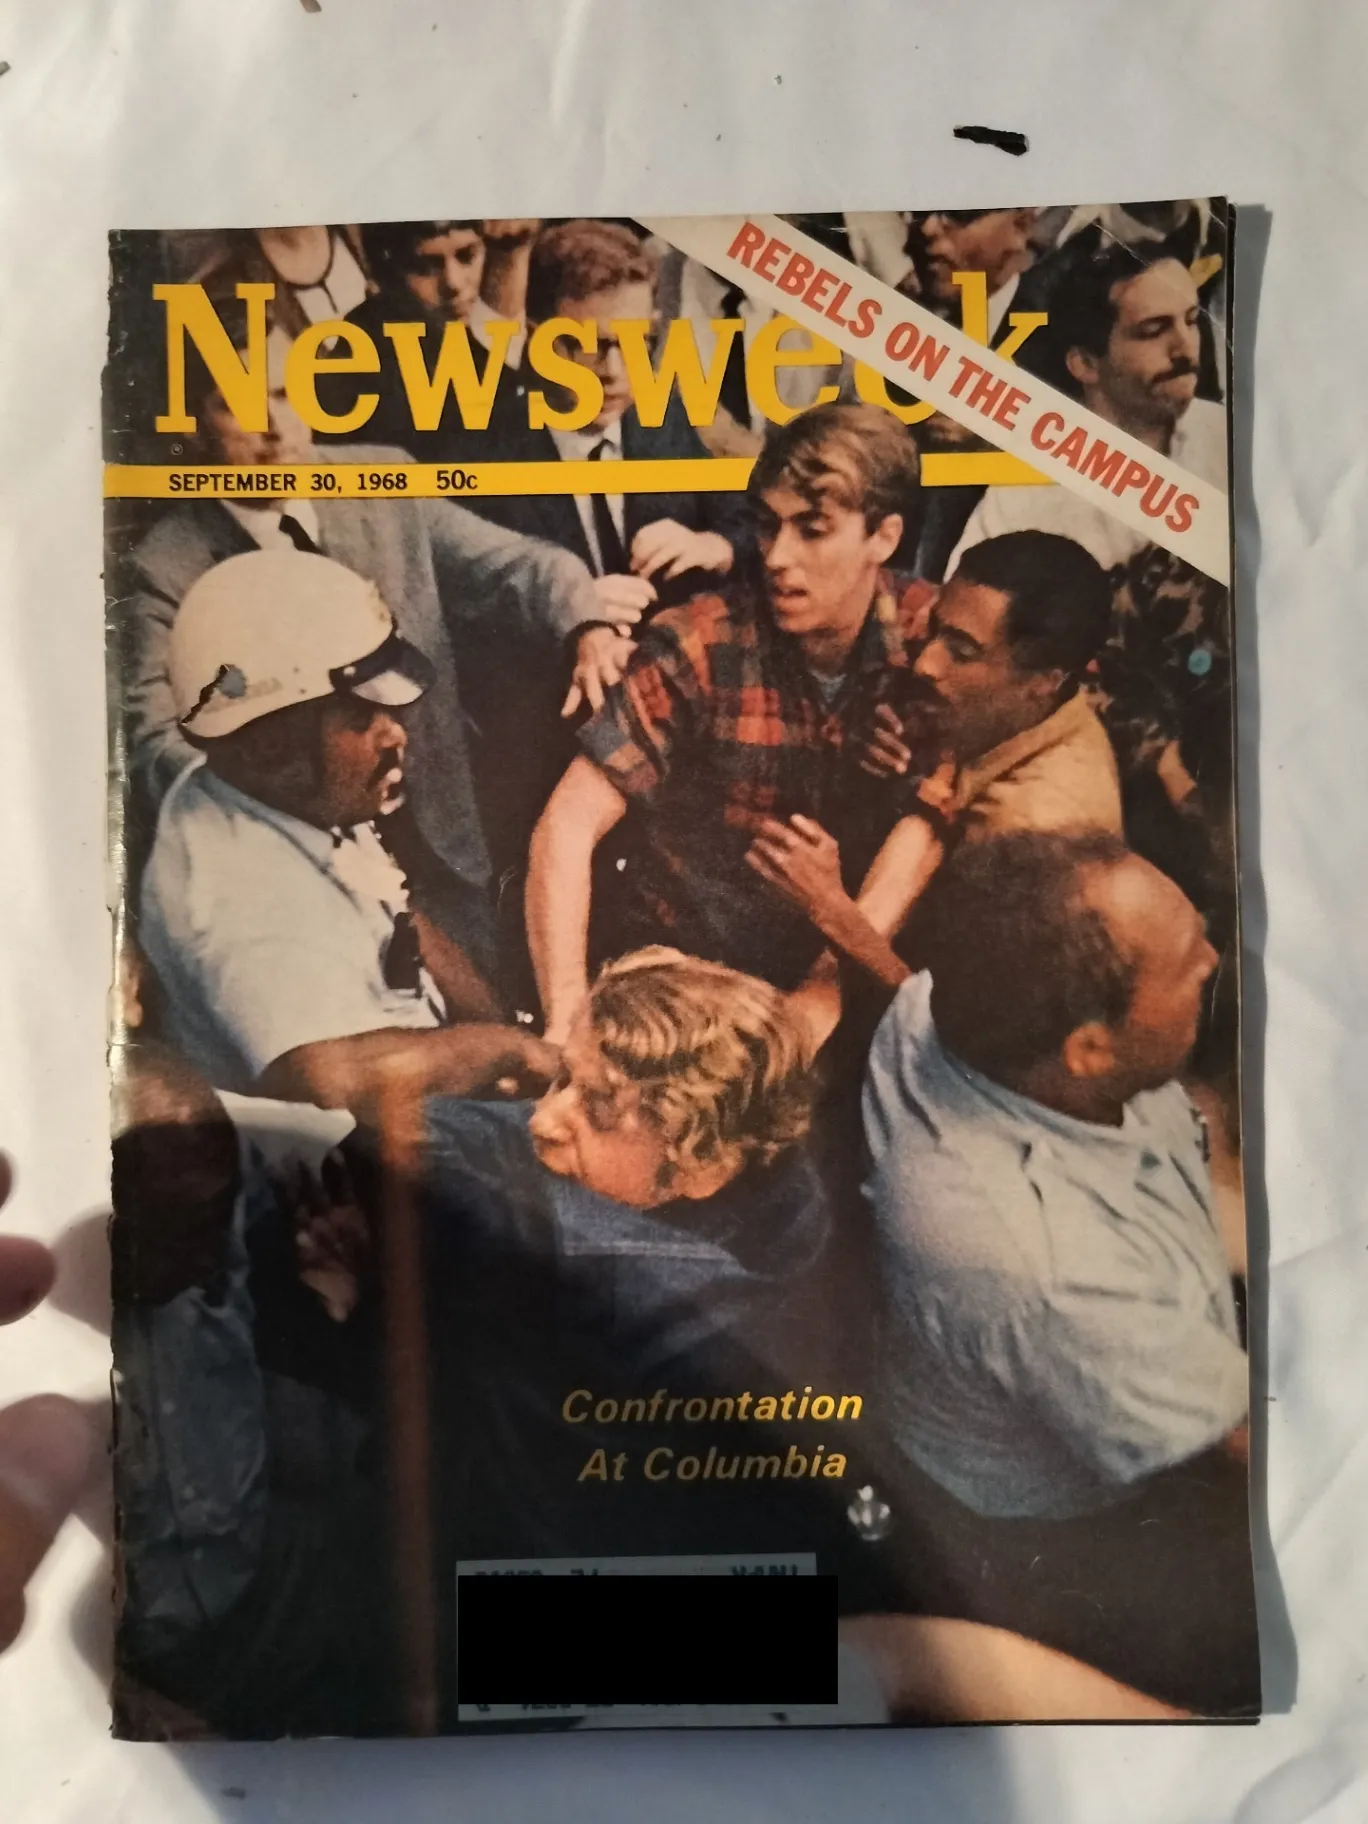 REBELS ON THE CAMPUS
Newsweek
SEPTEMBER 30, 1968 50c
Confrontation
At Columbia